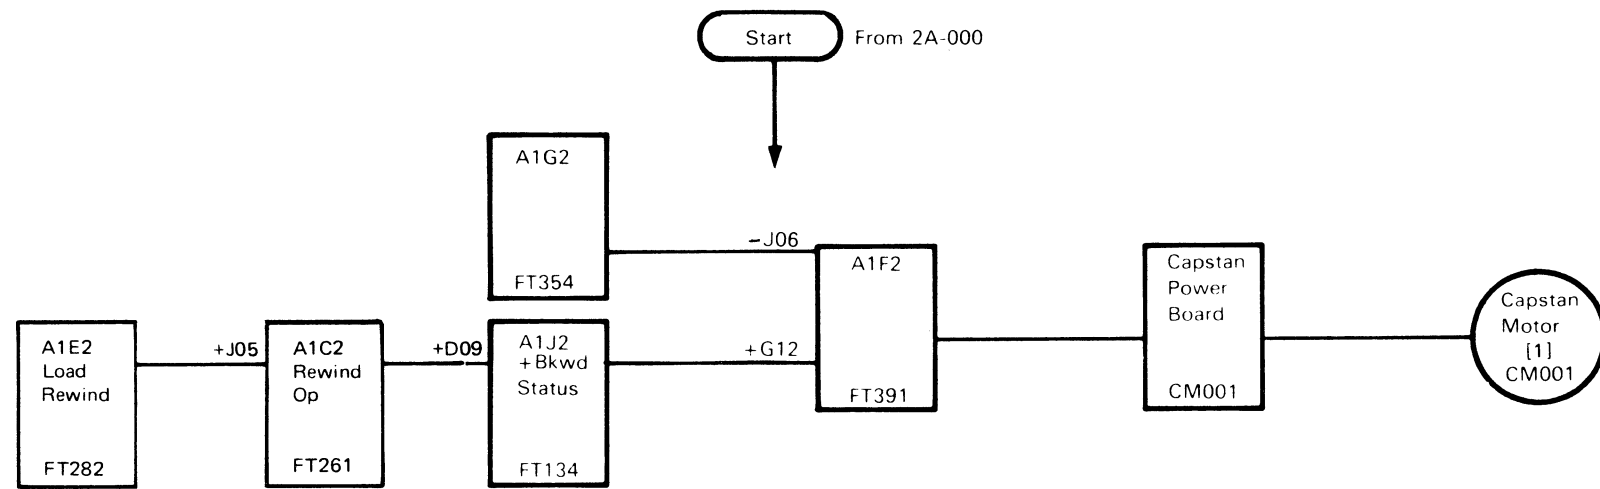 Start
From 2A-000
A1G2
FT354
-J06
A1F2
FT391
Capstan
Power
Board
CM001
Capstan
Motor
[1]
CM001
A1E2
Load
Rewind
FT282
+J05
A1C2
Rewind
Op
FT261
+D09
A1J2
+Bkwd
Status
FT134
+G12